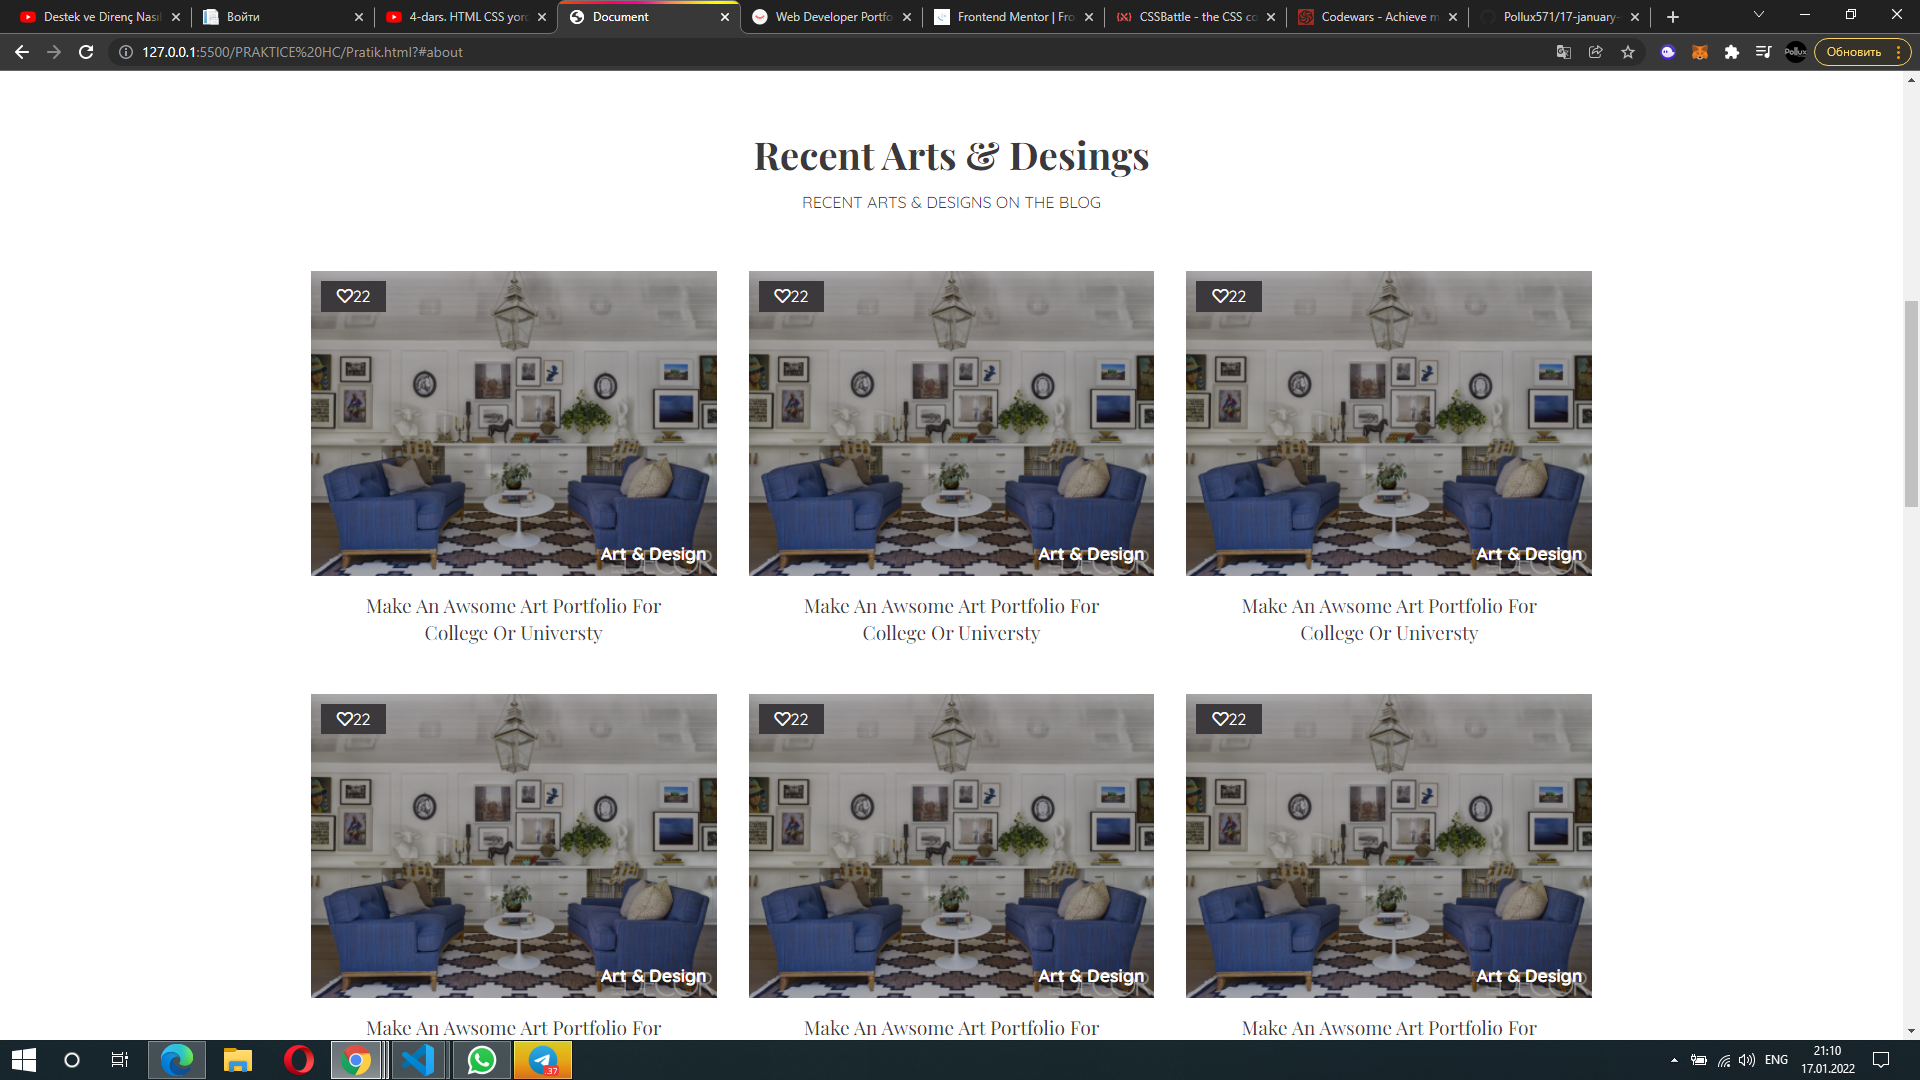 Destek ve Direnç Nasıl
Войти
4-dars. HTML CSS yor
Document
Web Developer Portfo
Frontend Mentor | Fro
CSSBattle - the CSS co
Codewars - Achieve m
Pollux571/17-january-
127.0.0.1:5500/PRAKTICE%20HC/Pratik.html?#about
Обновить
Recent Arts & Desings
RECENT ARTS & DESIGNS ON THE BLOG
22
22
22
Art & Design
Art & Design
Art & Design
Make An Awsome Art Portfolio For
College Or Universty
Make An Awsome Art Portfolio For
College Or Universty
Make An Awsome Art Portfolio For
College Or Universty
22
22
22
Art & Design
Art & Design
Art & Design
Make An Awsome Art Portfolio For
Make An Awsome Art Portfolio For
Make An Awsome Art Portfolio For
37
ENG
21:10
17.01.2022